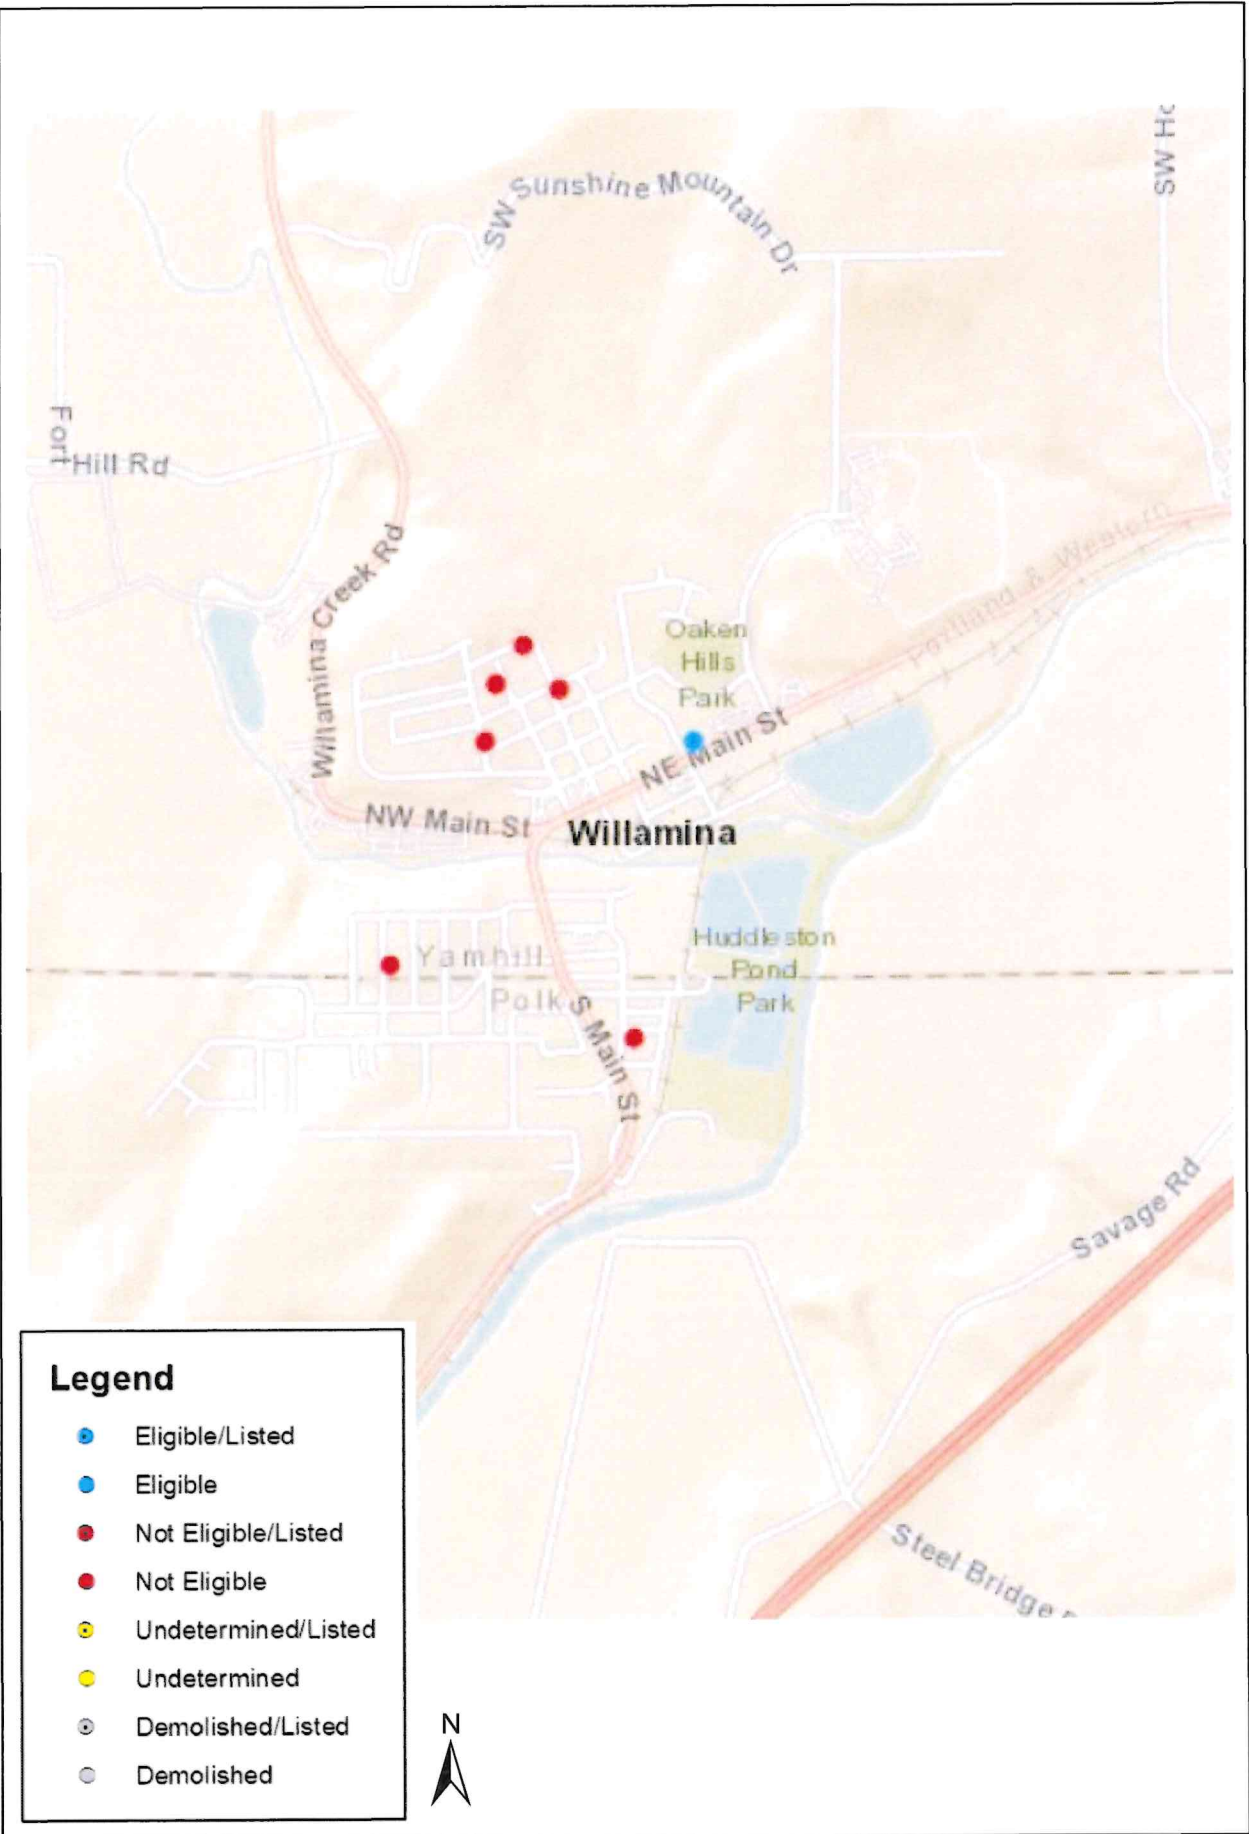 SW Sunshine Mountain Dr
SW Ho
Fort
Hill Rd
Willamina Creek Rd
Portland & Western
Oaken
Hills
Park
NE Main St
NW Main St
Willamina
Yamhill
Polk
Huddleston
Pond
Park
S Main St
Savage Rd
Steel Bridge
Legend
Eligible/Listed
Eligible
Not Eligible/Listed
Not Eligible
Undetermined/Listed
Undetermined
Demolished/Listed
Demolished
N